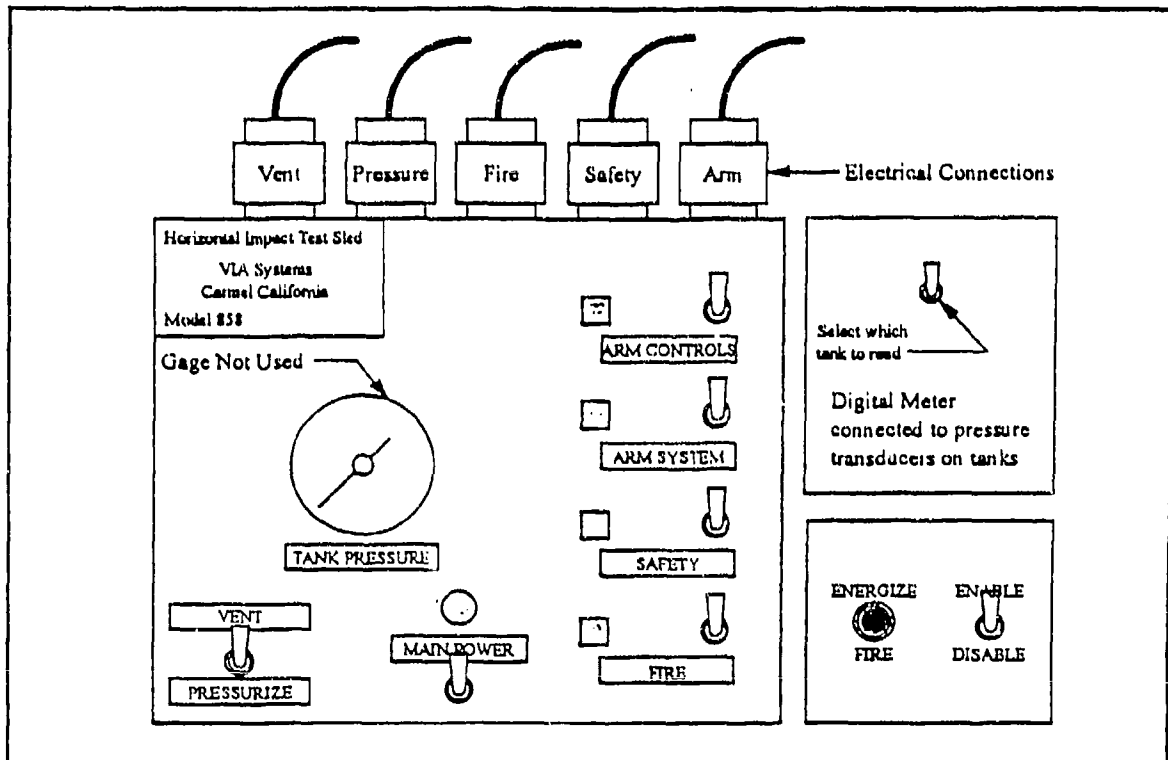 Vent Pressure Fire Safety Arm Electrical Connections
Horizontal Impact Test Sled
VIA Systems
Carmel California
Model 858
Gage Not Used
TANK PRESSURE
VENT
PRESSURIZE
MAIN POWER
ARM CONTROLS
ARM SYSTEM
SAFETY
FIRE
Select which
tank to read
Digital Meter
connected to pressure
transducers on tanks
ENERGIZE ENABLE
FIRE DISABLE